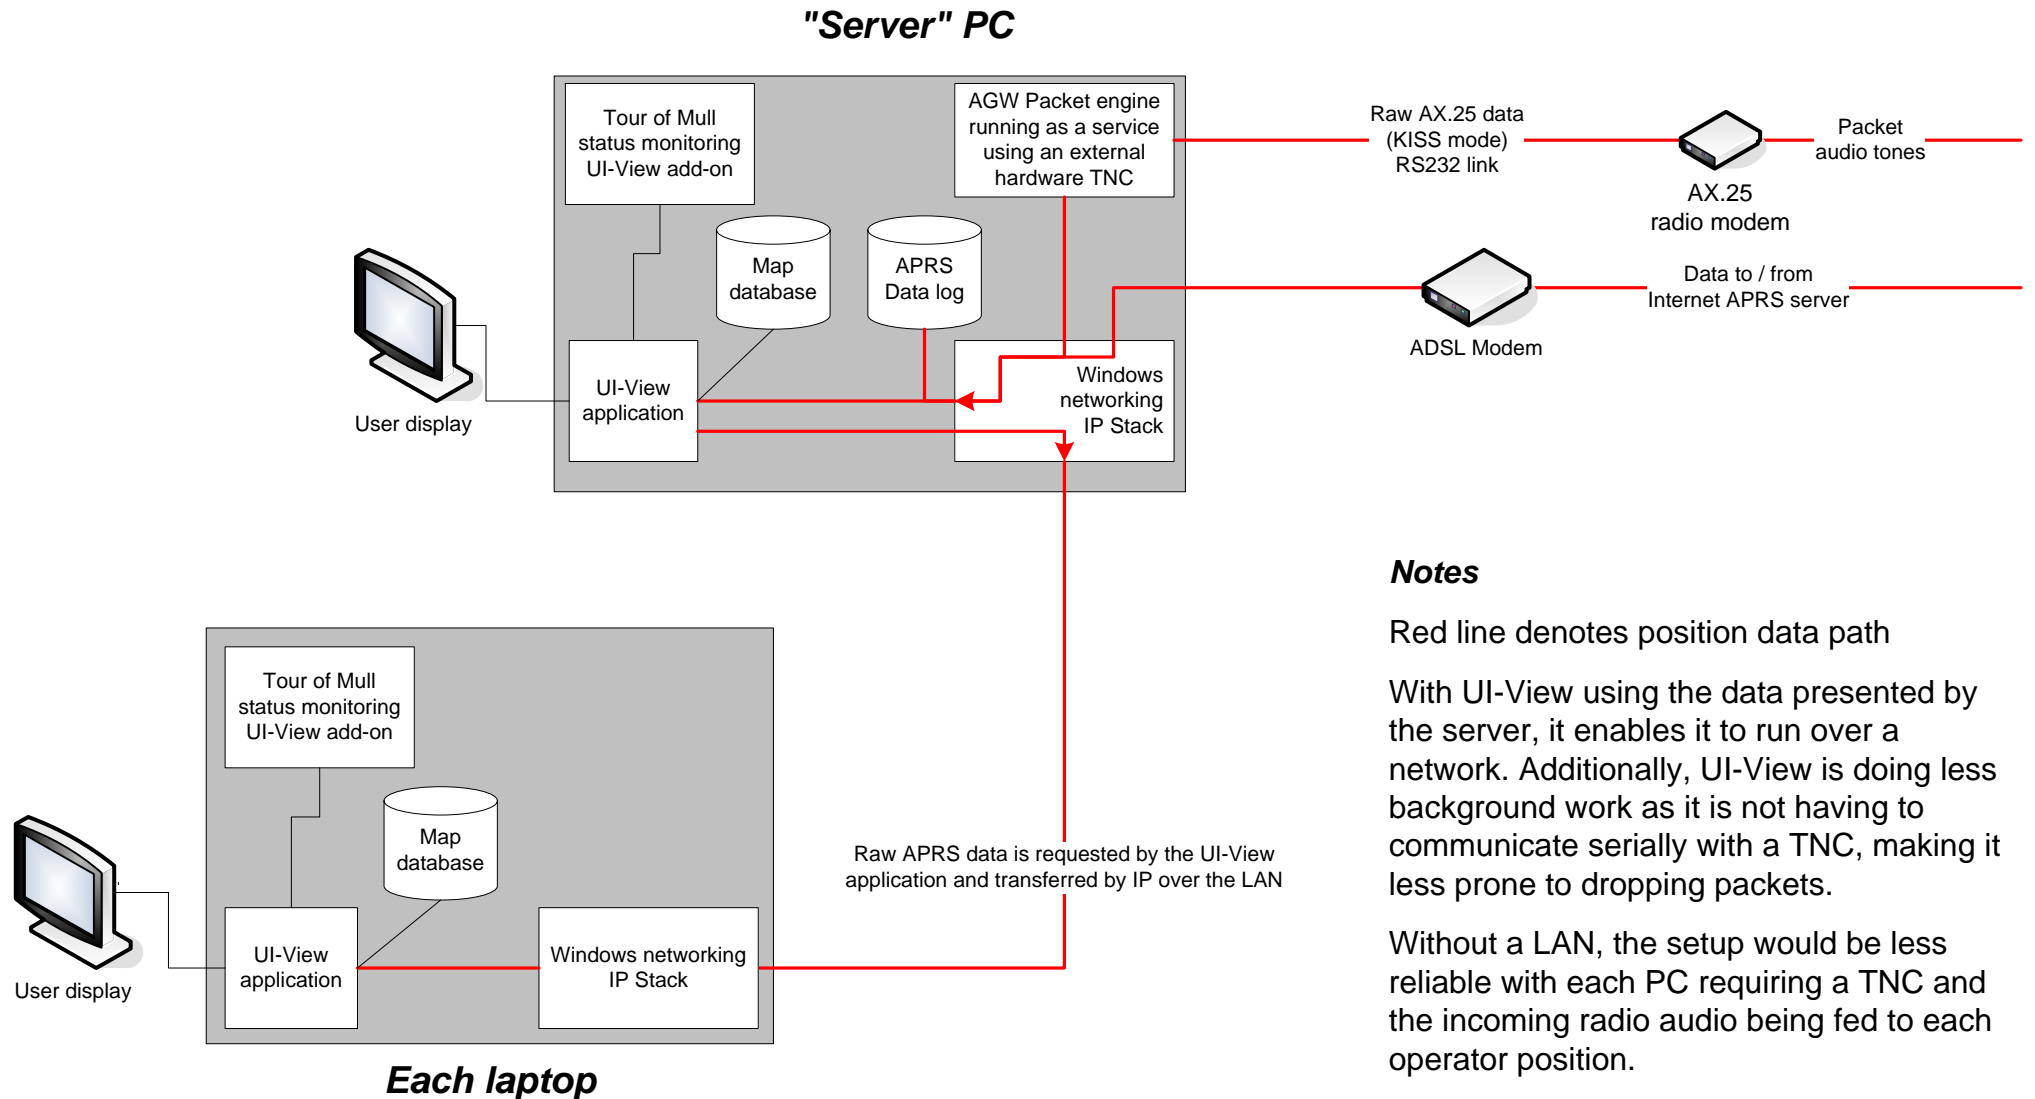 "Server" PC
Tour of Mull
status monitoring
UI-View add-on
AGW Packet engine
running as a service
using an external
hardware TNC
Raw AX.25 data
(KISS mode)
RS232 link
Packet
audio tones
AX.25
radio modem
Map
database
APRS
Data log
Data to / from
Internet APRS server
ADSL Modem
User display
UI-View
application
Windows
networking
IP Stack
Notes
Red line denotes position data path
With UI-View using the data presented by
the server, it enables it to run over a
network. Additionally, UI-View is doing less
background work as it is not having to
communicate serially with a TNC, making it
less prone to dropping packets.
Without a LAN, the setup would be less
reliable with each PC requiring a TNC and
the incoming radio audio being fed to each
operator position.
Tour of Mull
status monitoring
UI-View add-on
Map
database
Raw APRS data is requested by the UI-View
application and transferred by IP over the LAN
User display
UI-View
application
Windows networking
IP Stack
Each laptop